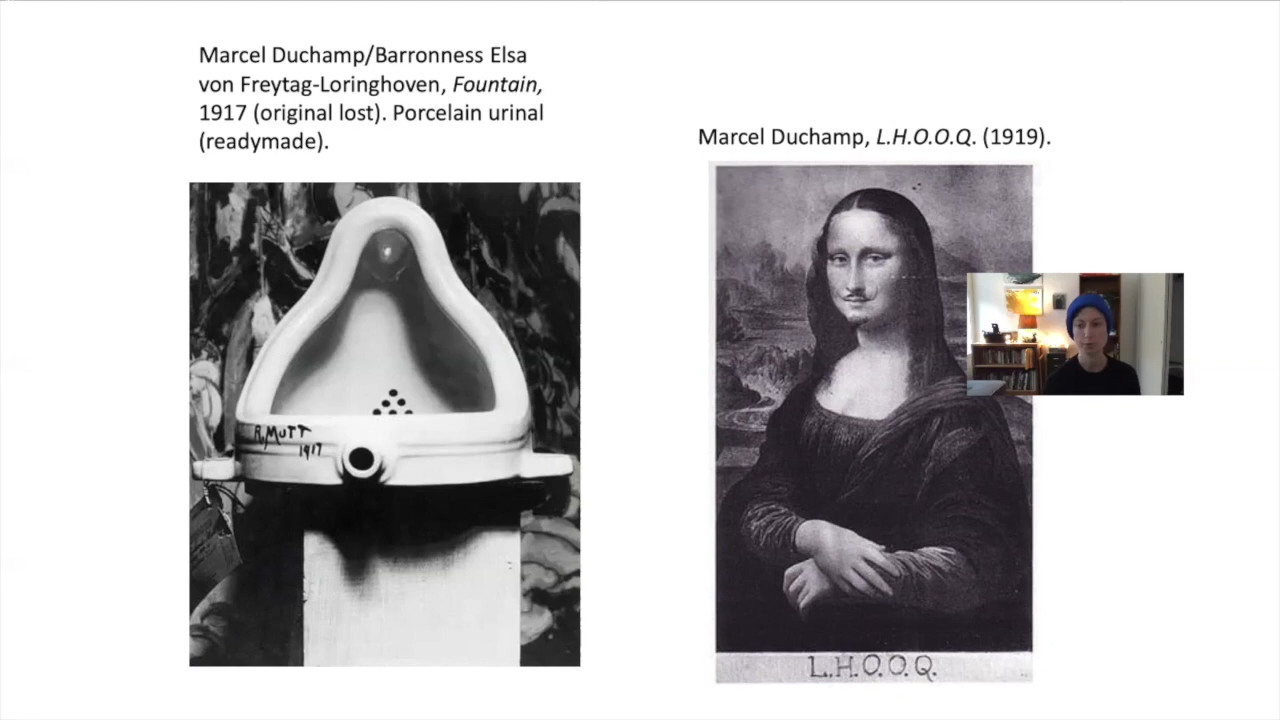 Marcel Duchamp/Barronness Elsa
von Freytag-Loringhoven, Fountain,
1917 (original lost). Porcelain urinal
(readymade).
Marcel Duchamp, L.H.O.O.Q. (1919).
R.MUTT
1917
L.H.O.O.Q.